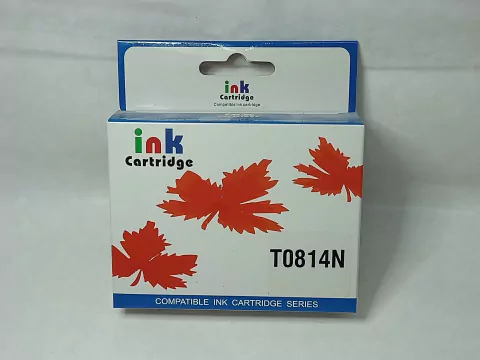 ink
Cartridge
Compatible ink cartridge
ink
Cartridge
T0814N
COMPATIBLE INK CARTRIDGE SERIES